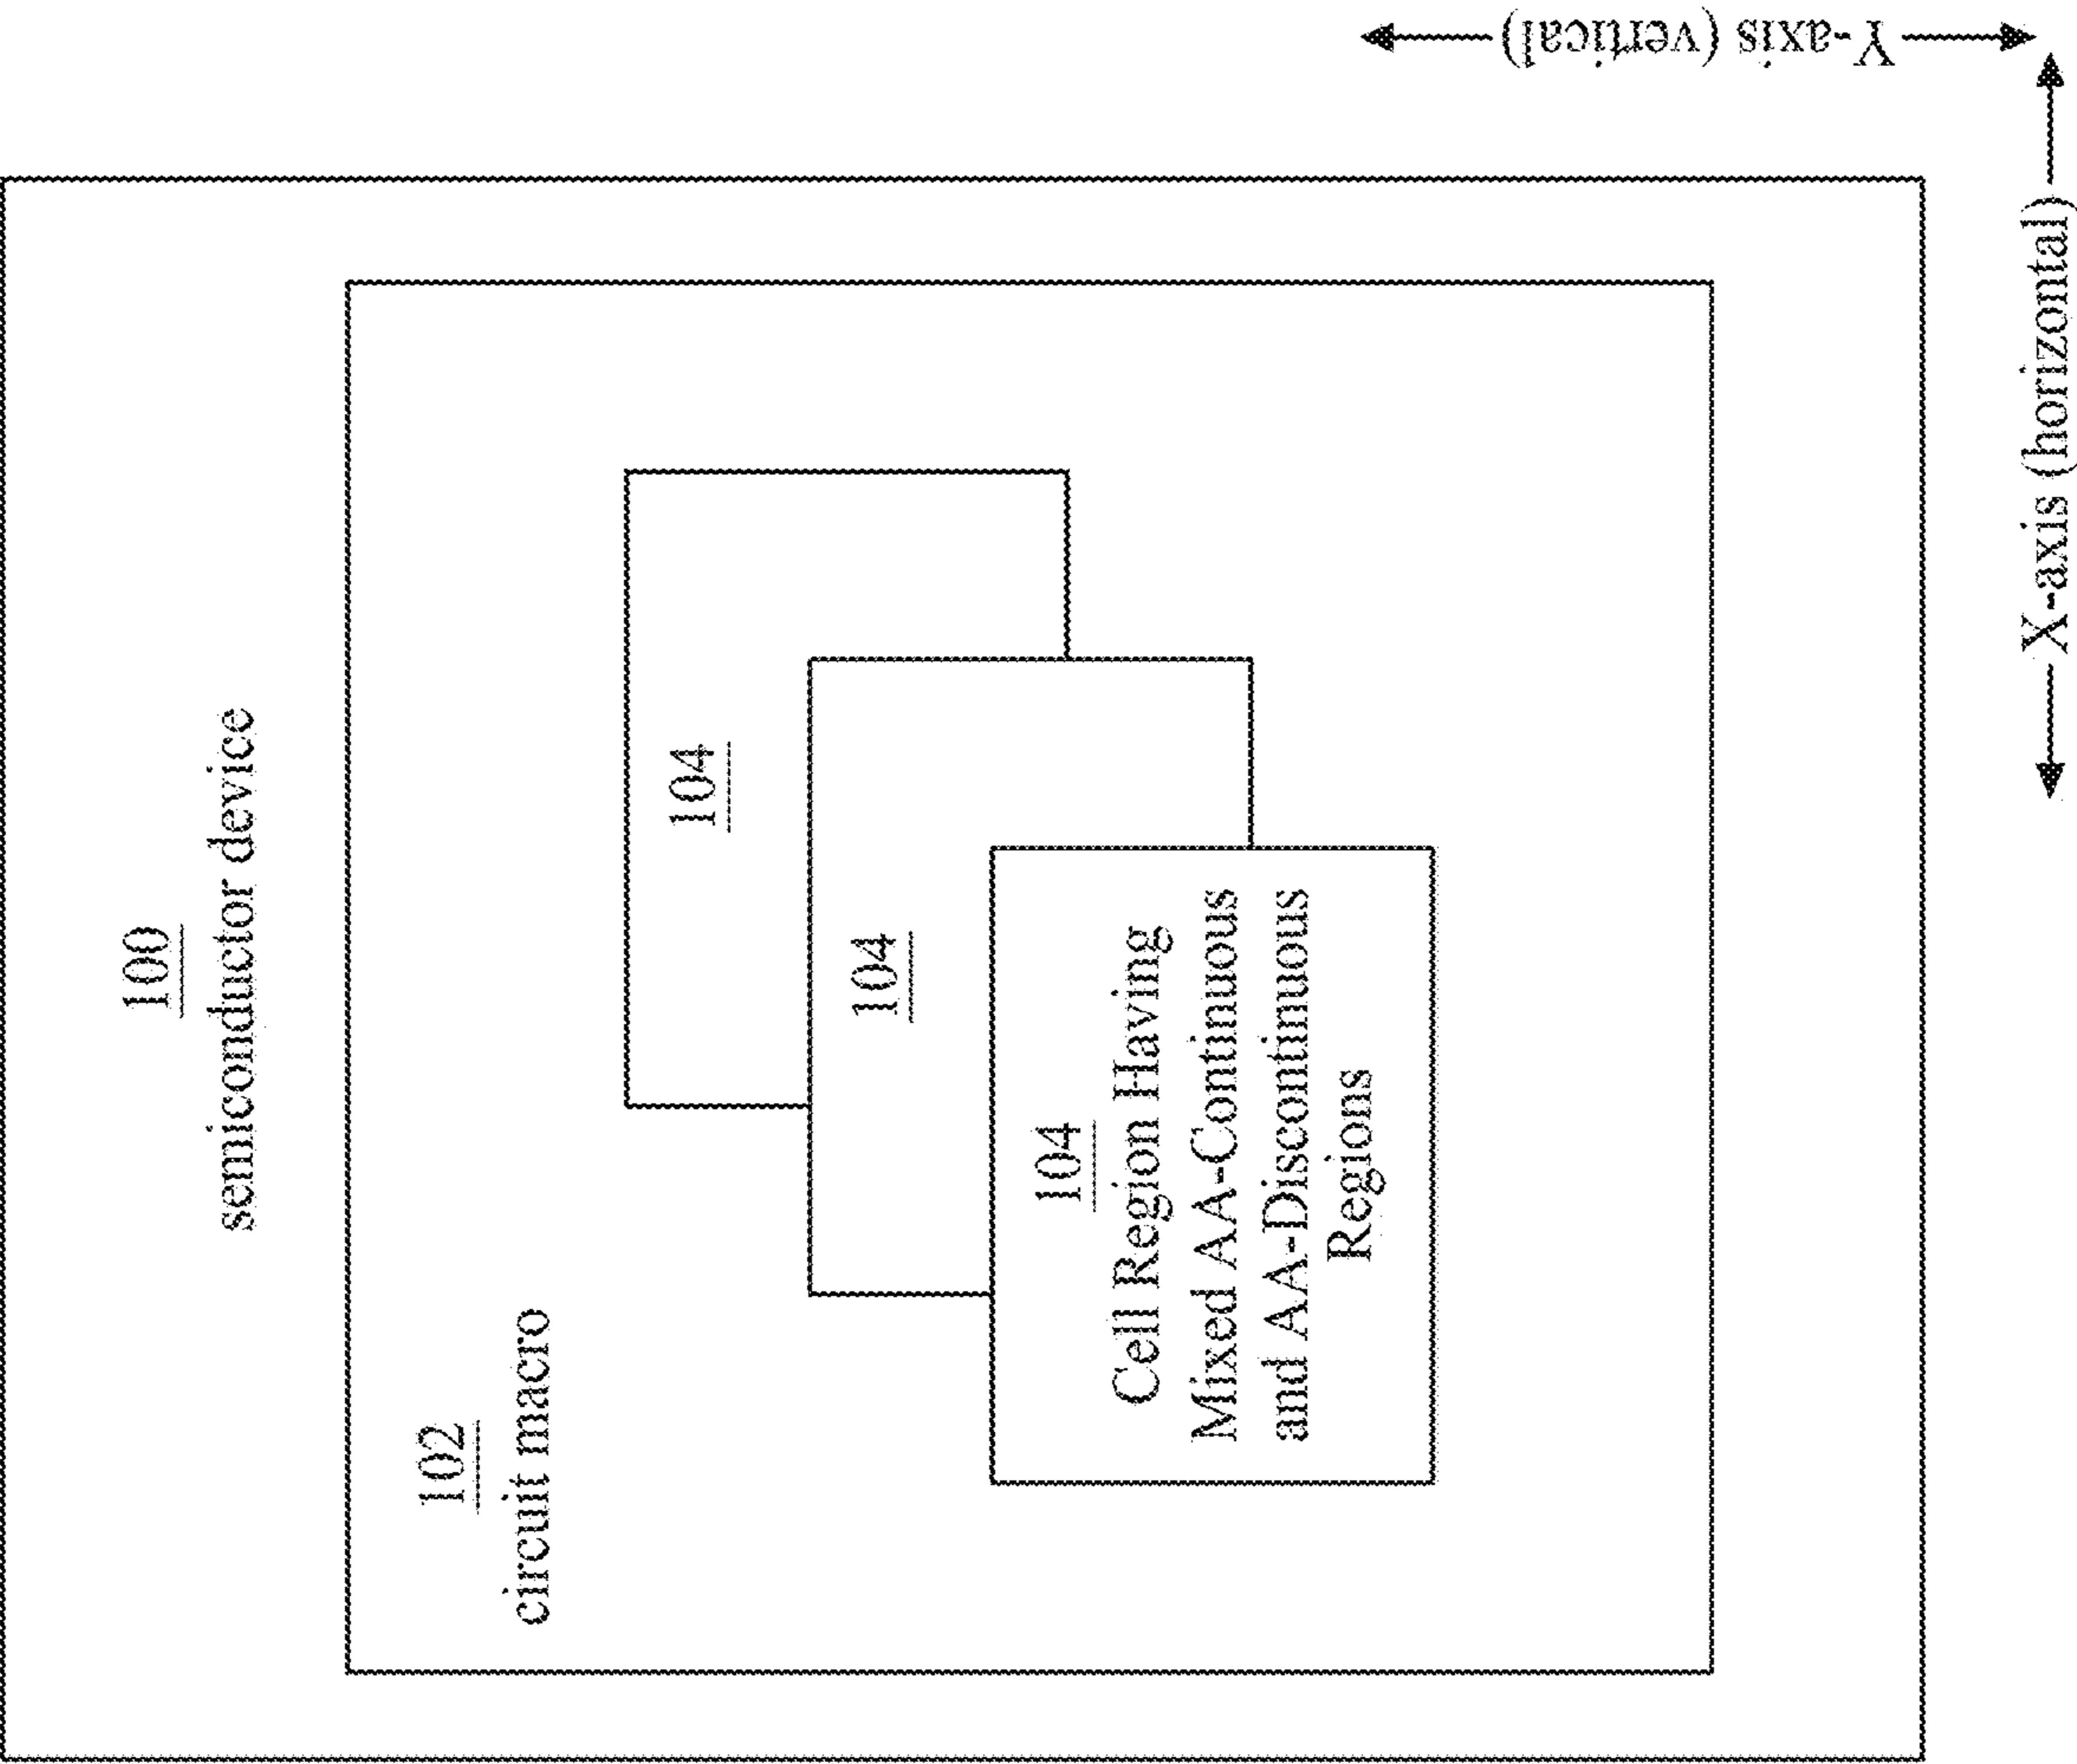 100
semiconductor device
102
circuit macro
104
104
104
Cell Region Having
Mixed AA-Continuous
and AA-Discontinuous
Regions
Y-axis (vertical)
X-axis (horizontal)